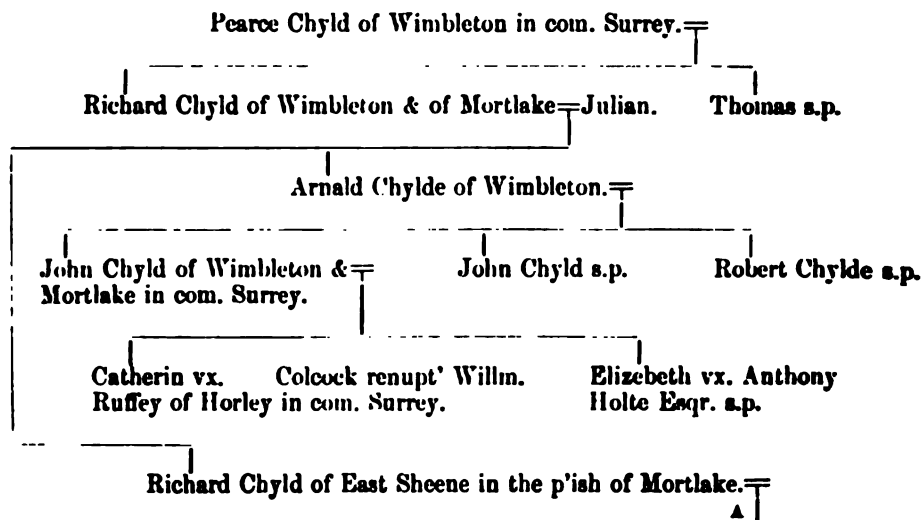 Pearce Chyld of Wimbleton in com. Surrey.
Richard Chyld of Wimbleton & of Mortlake=Julian. Thomas s.p.
Arnald Chylde of Wimbleton.
John Chyld of Wimbleton & John Chyld s.p. Robert Chylde s.p.
Mortlake in com. Surrey.
Catherin vx. Colcock renupt' Willm. Elizebeth vx. Anthony
Ruffey of Horley in com. Surrey. Holte Esqr. s.p.
Richard Chyld of East Sheene in the p'ish of Mortlake.
A